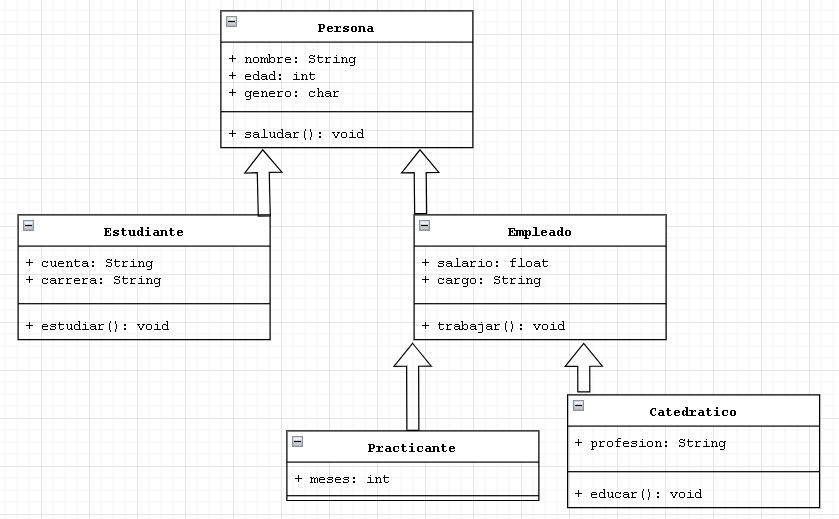 Persona
+ nombre: String
+ edad: int
+ genero: char
+ saludar(): void
Estudiante
+ cuenta: String
+ carrera: String
+ estudiar(): void
Empleado
+ salario: float
+ cargo: String
+ trabajar(): void
Practicante
+ meses: int
Catedratico
+ profesion: String
+ educar(): void